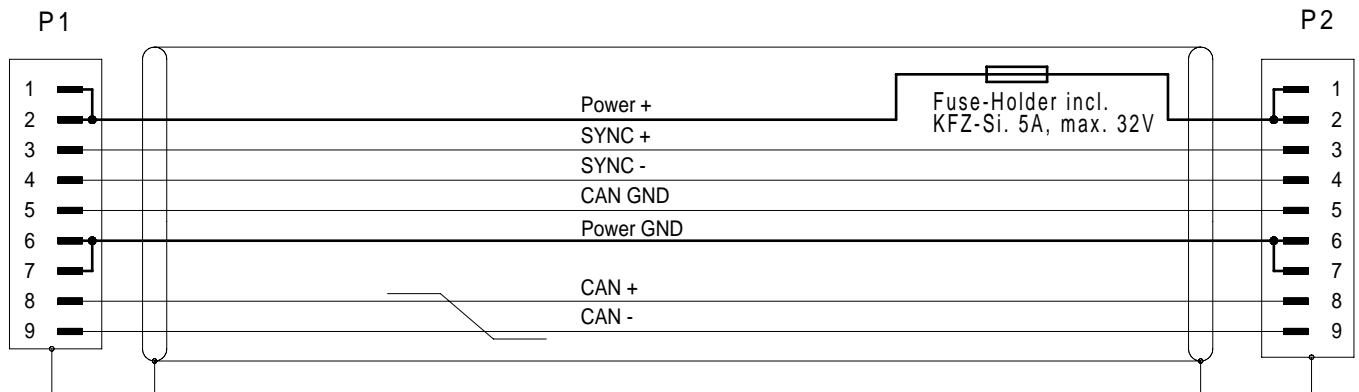 P1
P2
1
2
3
4
5
6
7
8
9
Power +
SYNC +
SYNC -
CAN GND
Power GND
CAN +
CAN -
Fuse-Holder incl.
KFZ-Si. 5A, max. 32V
1
2
3
4
5
6
7
8
9